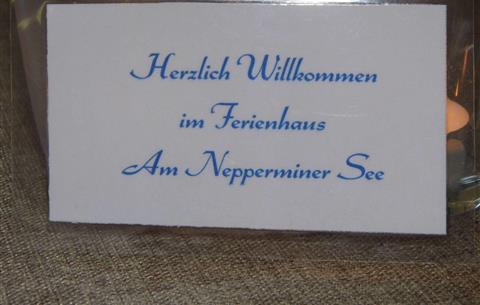 Herzlich Willkommen
im Ferienhaus
Am Nepperminer See